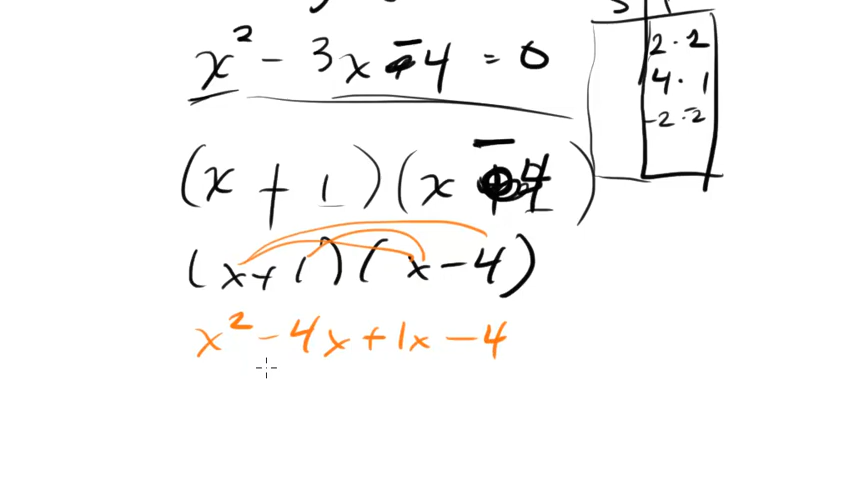 S P
x² - 3x - 4 = 0
2 · 2
4 · 1
-2 · -2
(x + 1)(x - 4)
(x + 1)(x - 4)
x² - 4x + 1x - 4